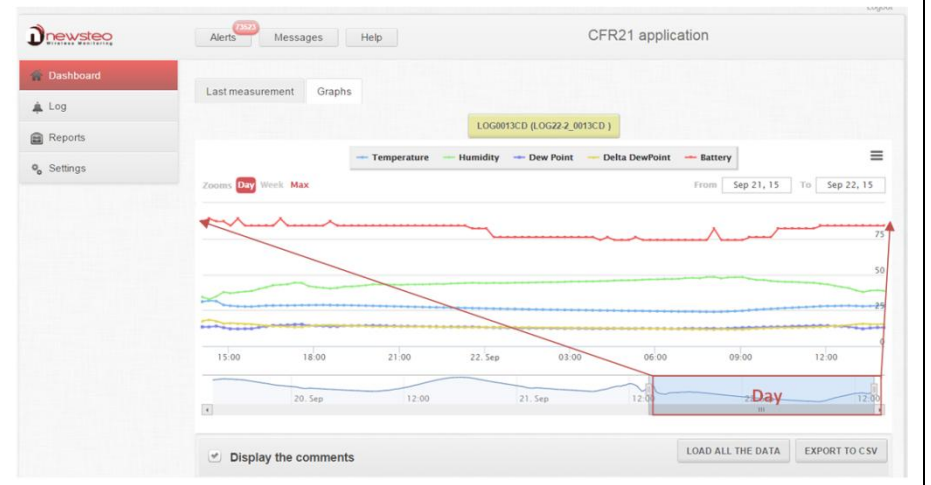 Logout
newsteo
Wireless Monitoring
Alerts
73623
Messages
Help
CFR21 application
Dashboard
Log
Reports
Settings
Last measurement
Graphs
LOG0013CD (LOG22-2_0013CD )
Temperature
Humidity
Dew Point
Delta DewPoint
Battery
Zooms Day Week Max
From Sep 21, 15 To Sep 22, 15
75
50
25
0
15:00 18:00 21:00 22. Sep 03:00 06:00 09:00 12:00
20. Sep 12:00 21. Sep 12:00 12:00
Day
Display the comments
LOAD ALL THE DATA
EXPORT TO CSV